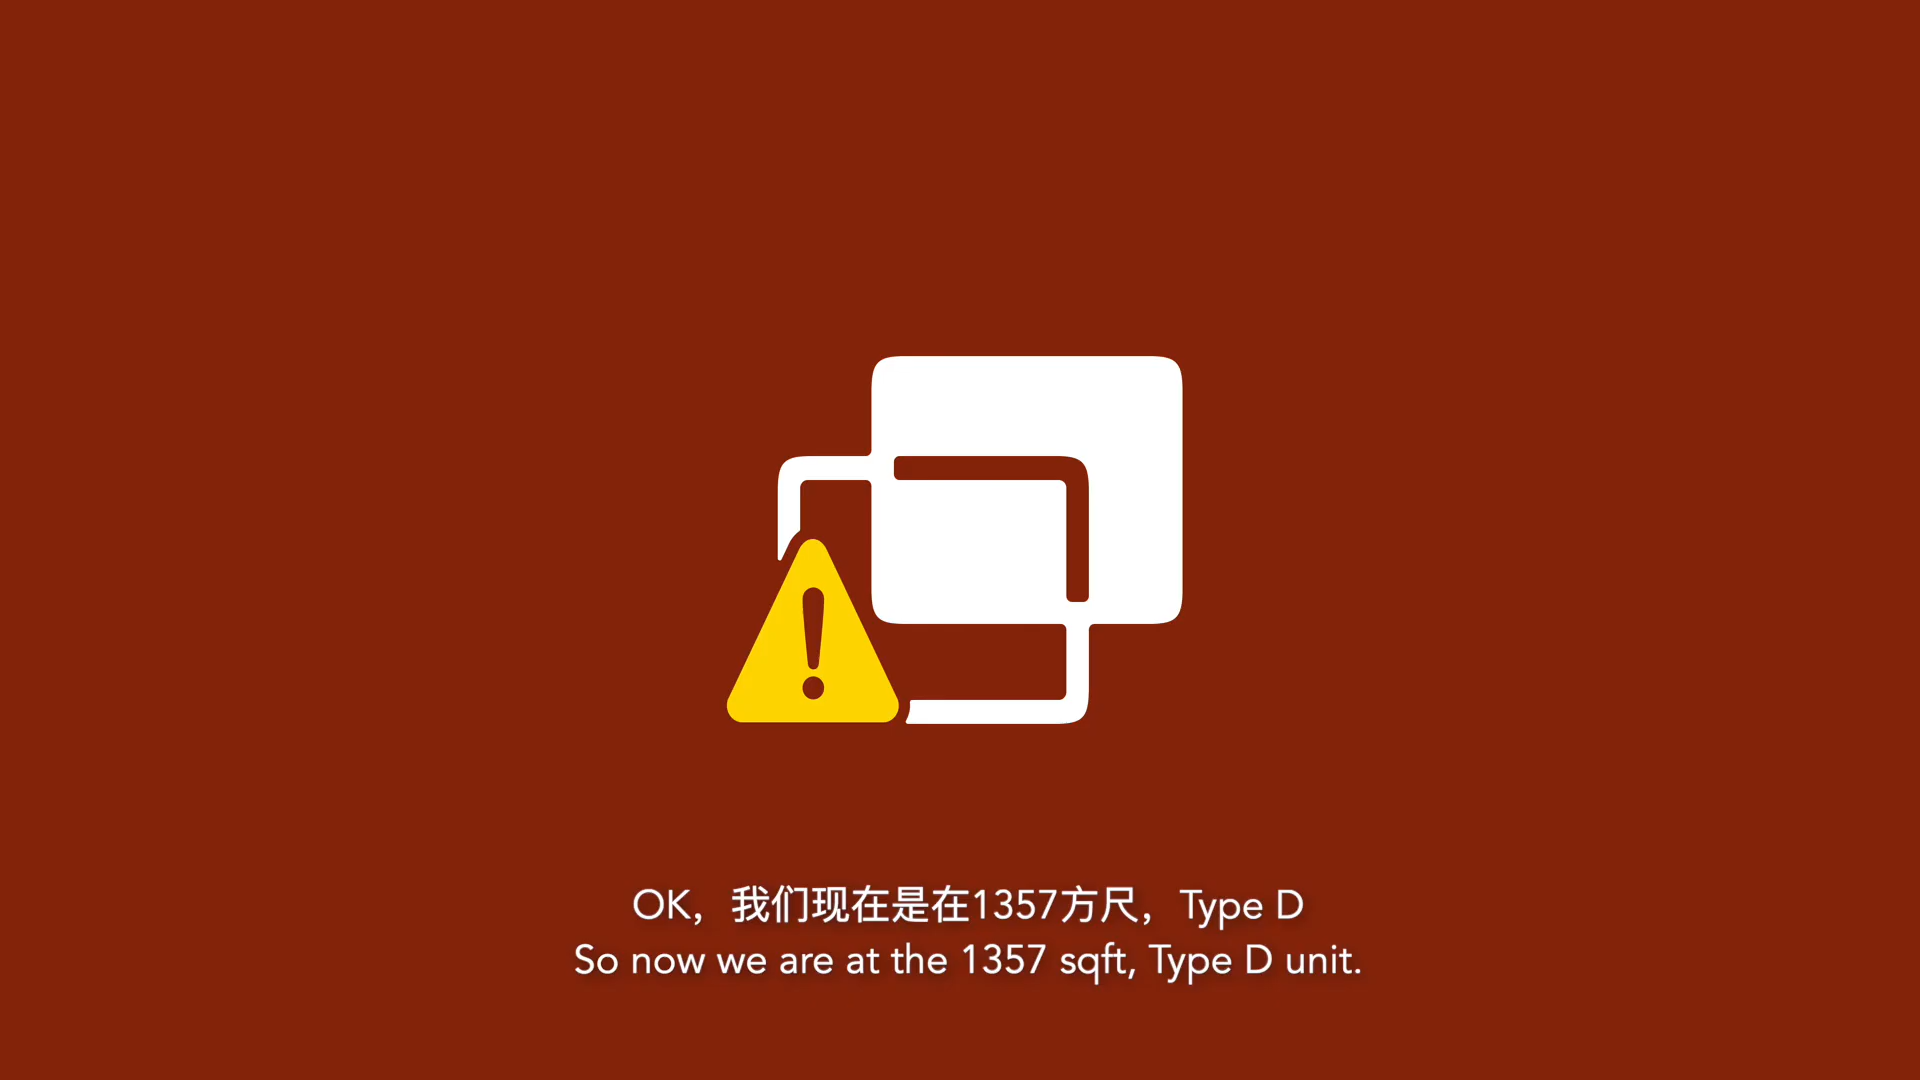 OK，我们现在是在1357方尺，Type D
So now we are at the 1357 sqft, Type D unit.